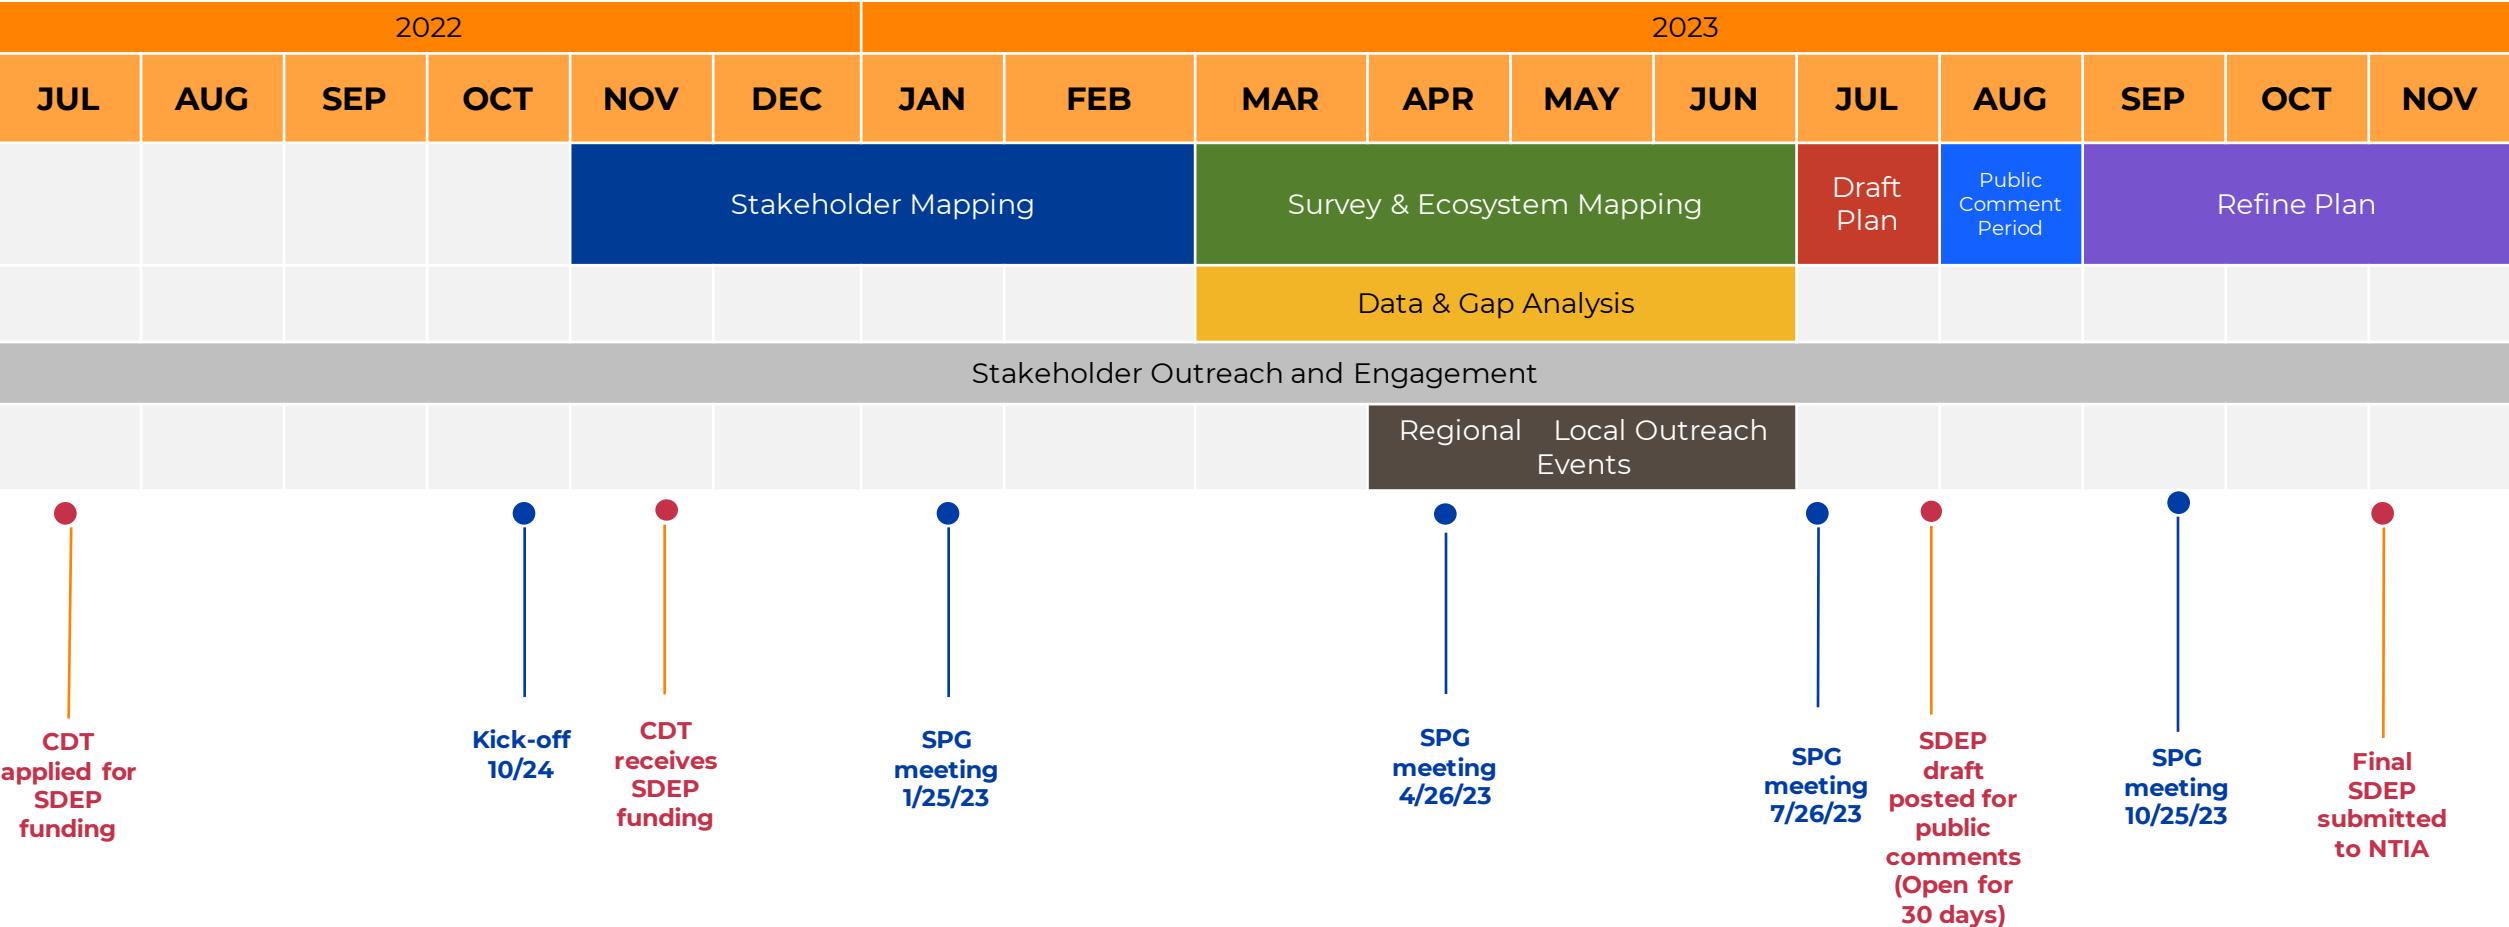 2022
2023
JUL
AUG
SEP
OCT
NOV
DEC
JAN
FEB
MAR
APR
MAY
JUN
JUL
AUG
SEP
OCT
NOV
Stakeholder Mapping
Survey & Ecosystem Mapping
Draft
Plan
Public
Comment
Period
Refine Plan
Data & Gap Analysis
Stakeholder Outreach and Engagement
Regional Local Outreach
Events
CDT
applied for
SDEP
funding
Kick-off
10/24
CDT
receives
SDEP
funding
SPG
meeting
1/25/23
SPG
meeting
4/26/23
SPG
meeting
7/26/23
SDEP
draft
posted for
public
comments
(Open for
30 days)
SPG
meeting
10/25/23
Final
SDEP
submitted
to NTIA